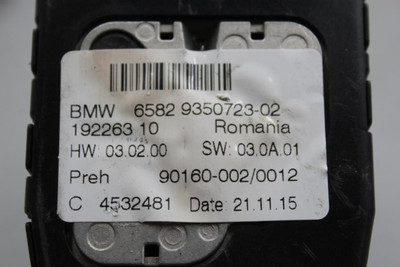 BMW 6582 9350723-02
192263 10 Romania
HW 03.02.00 SW: 03.0A.01
Preh 90160-002/0012
C 4532481 Date: 21.11.15